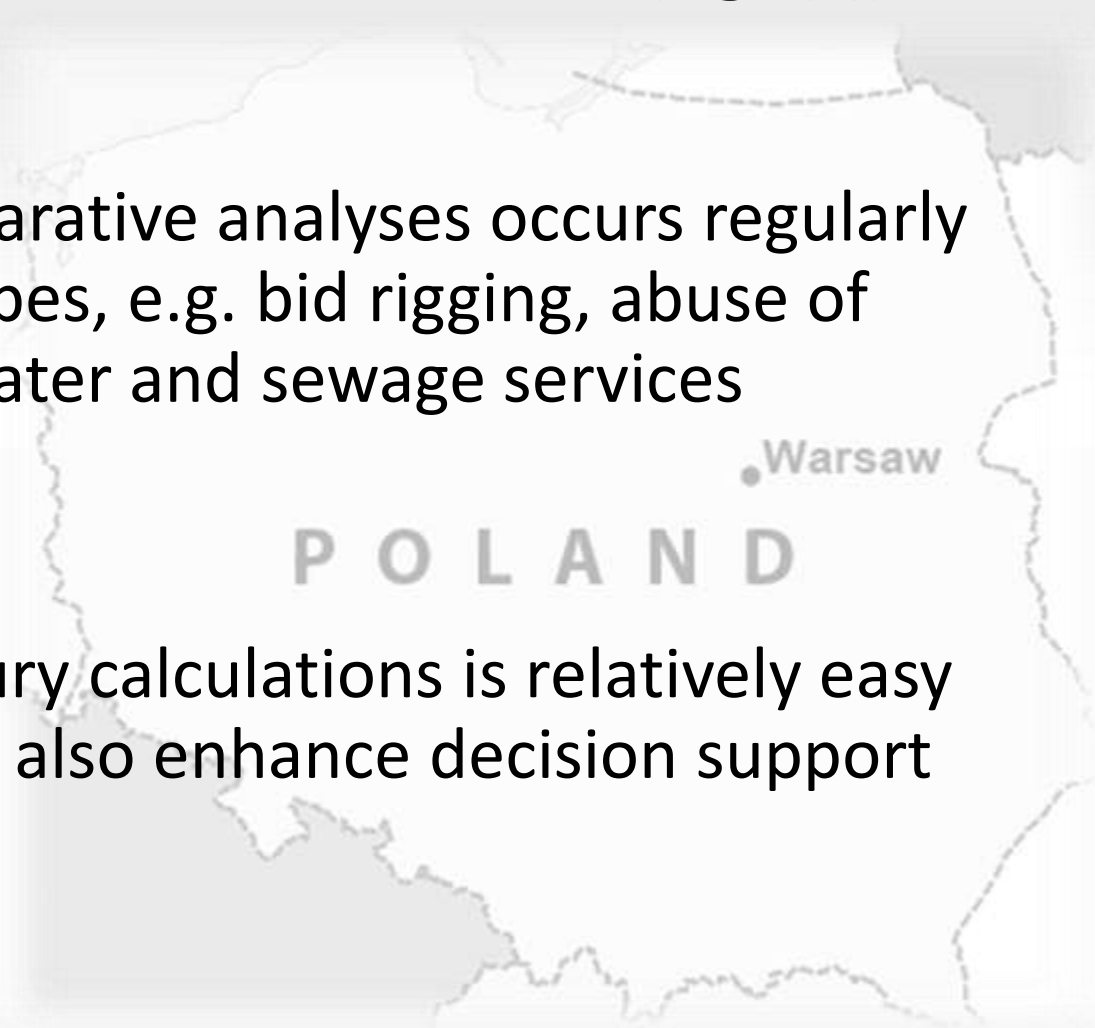 arative analyses occurs regularly
pes, e.g. bid rigging, abuse of
ater and sewage services
Warsaw
POLAND
ury calculations is relatively easy
also enhance decision support